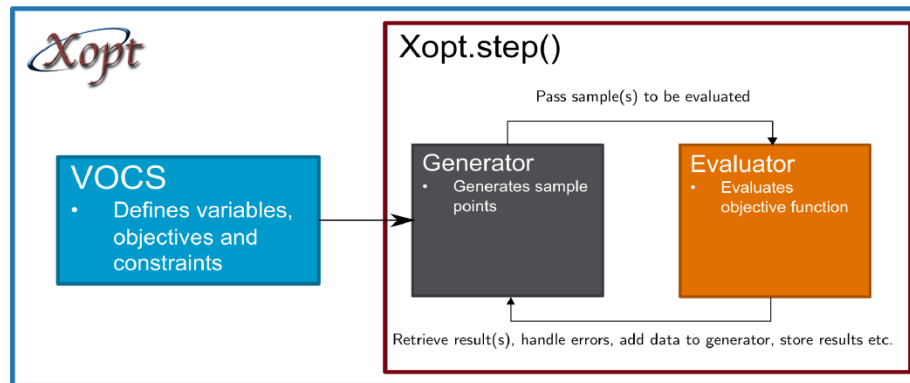 Xopt
Xopt.step()
Pass sample(s) to be evaluated
VOCS
• Defines variables,
objectives and
constraints
Generator
• Generates sample
points
Evaluator
• Evaluates
objective function
Retrieve result(s), handle errors, add data to generator, store results etc.